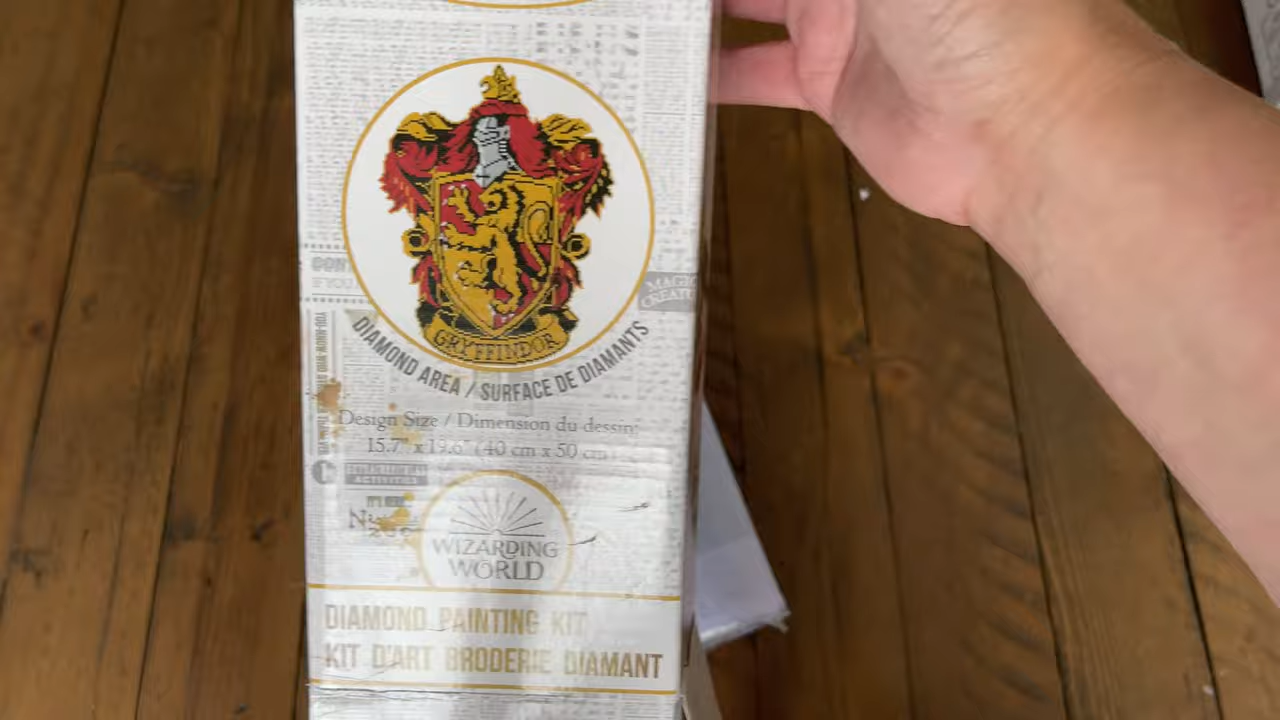 GRYFFINDOR
MAGIC
DIAMOND AREA / SURFACE DE DIAMANTS
Design Size / Dimension du dessin:
15.7" x 19.6" (40 cm x 50 cm)
WIZARDING
WORLD
DIAMOND PAINTING KIT
KIT D'ART BRODERIE DIAMANT